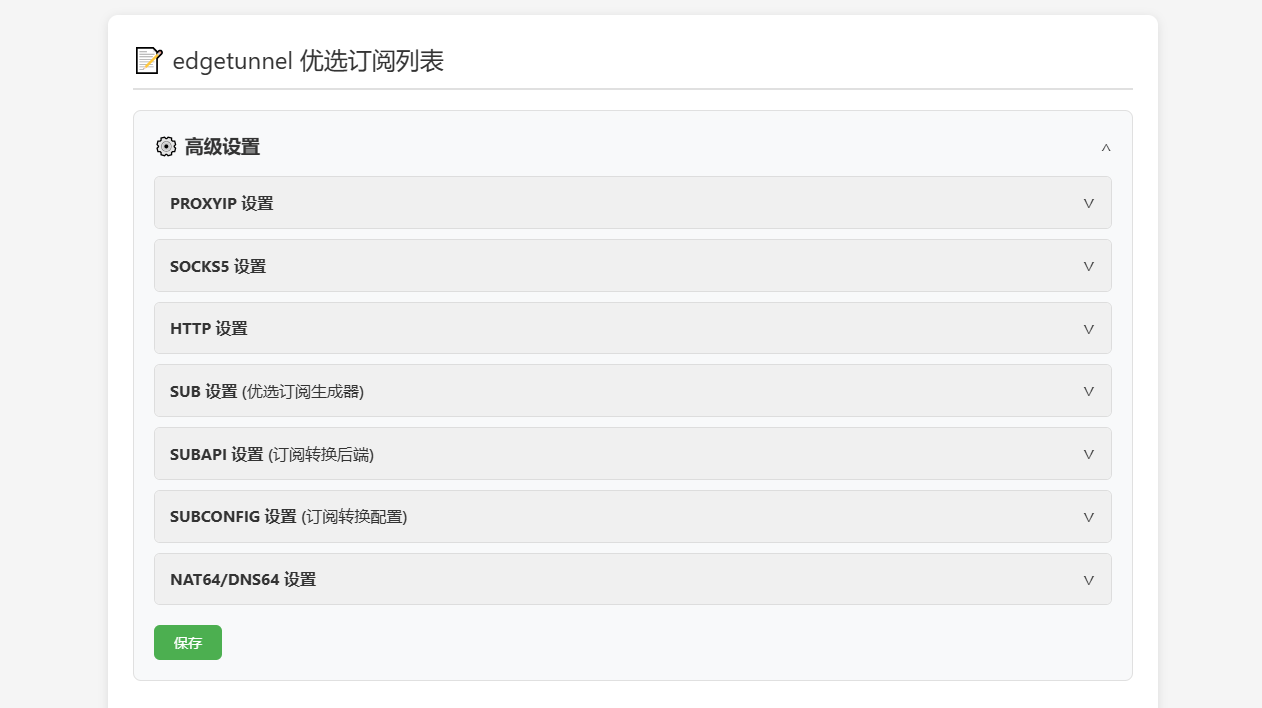 edgetunnel 优选订阅列表
高级设置
PROXYIP 设置
SOCKS5 设置
HTTP 设置
SUB 设置 (优选订阅生成器)
SUBAPI 设置 (订阅转换后端)
SUBCONFIG 设置 (订阅转换配置)
NAT64/DNS64 设置
保存